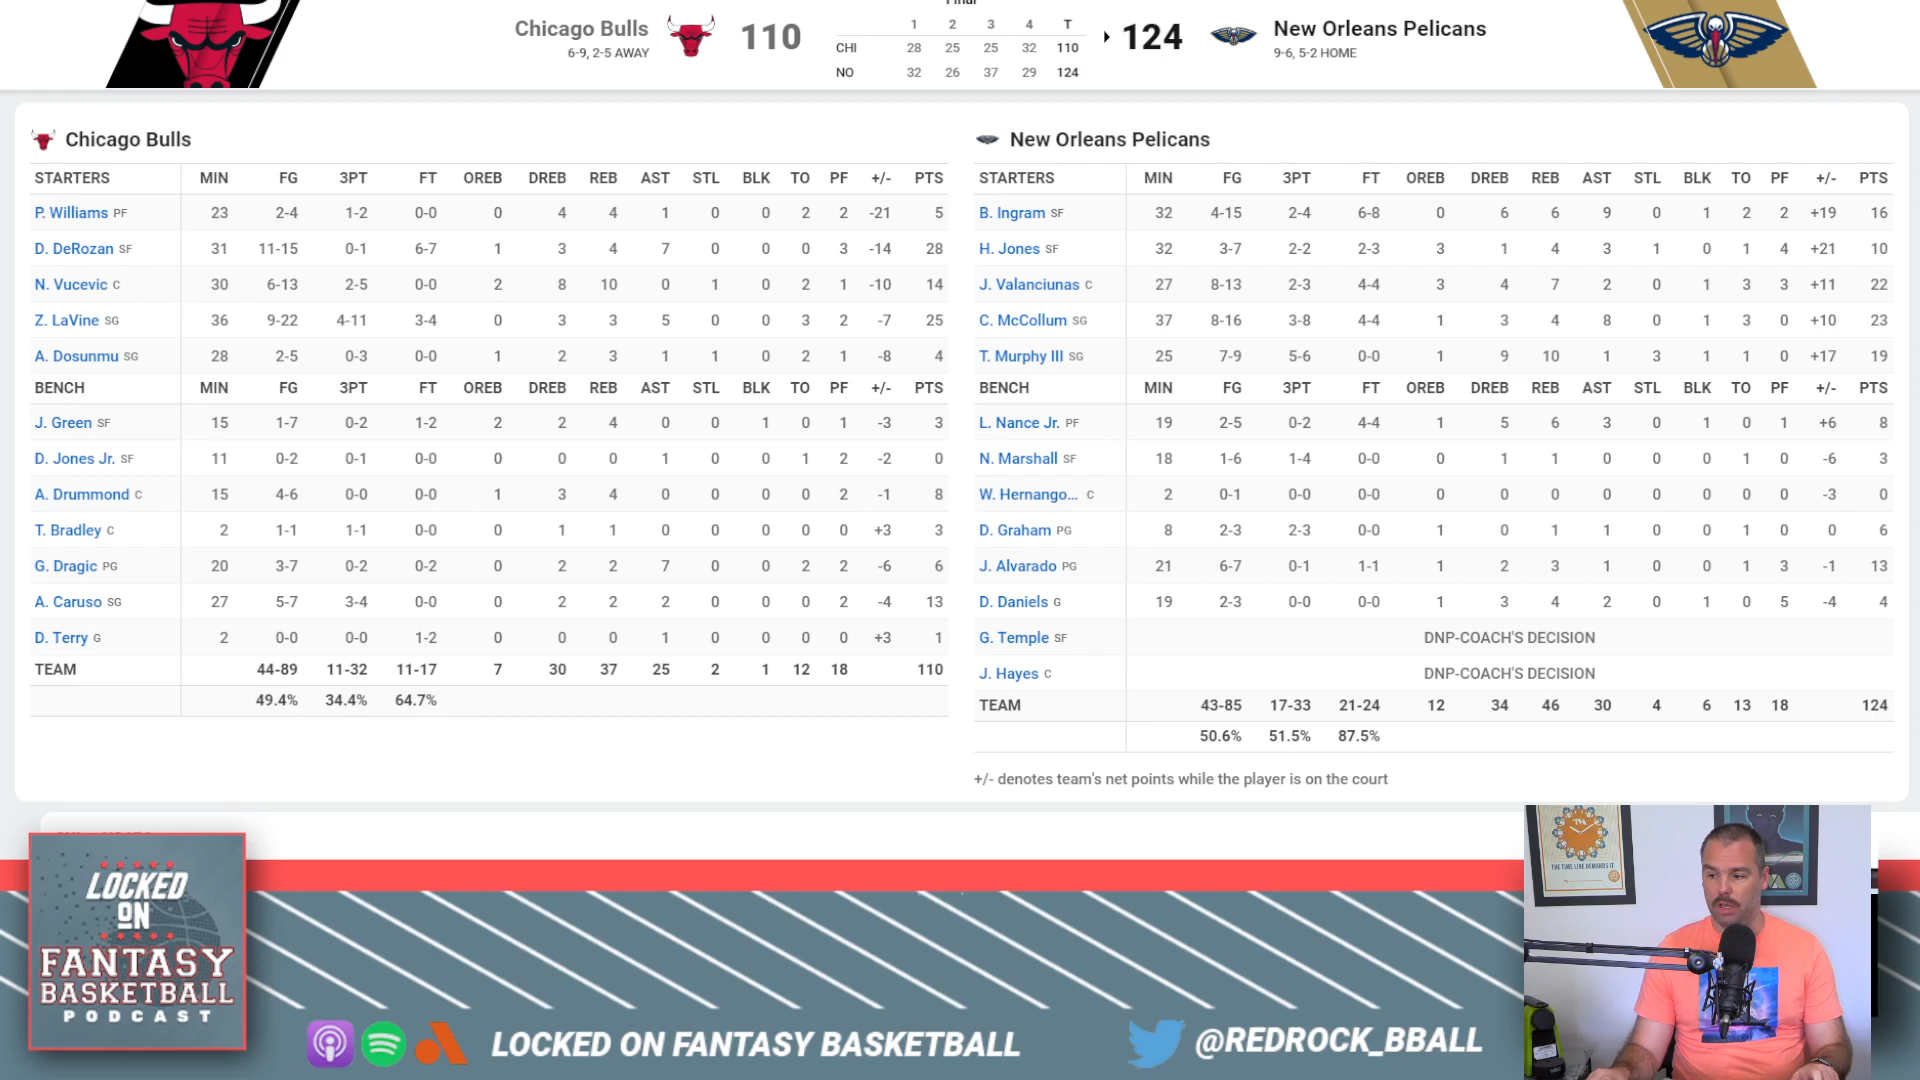 Final
Chicago Bulls
6-9, 2-5 AWAY
110
1 2 3 4 T
CHI 28 25 25 32 110
NO 32 26 37 29 124
124
New Orleans Pelicans
9-6, 5-2 HOME
Chicago Bulls
STARTERS MIN FG 3PT FT OREB DREB REB AST STL BLK TO PF +/- PTS
P. Williams PF 23 2-4 1-2 0-0 0 4 4 1 0 0 2 2 -21 5
D. DeRozan SF 31 11-15 0-1 6-7 1 3 4 7 0 0 0 3 -14 28
N. Vucevic C 30 6-13 2-5 0-0 2 8 10 0 1 0 2 1 -10 14
Z. LaVine SG 36 9-22 4-11 3-4 0 3 3 5 0 0 3 2 -7 25
A. Dosunmu SG 28 2-5 0-3 0-0 1 2 3 1 1 0 2 1 -8 4
BENCH MIN FG 3PT FT OREB DREB REB AST STL BLK TO PF +/- PTS
J. Green SF 15 1-7 0-2 1-2 2 2 4 0 0 1 0 1 -3 3
D. Jones Jr. SF 11 0-2 0-1 0-0 0 0 0 1 0 0 1 2 -2 0
A. Drummond C 15 4-6 0-0 0-0 1 3 4 0 0 0 0 2 -1 8
T. Bradley C 2 1-1 1-1 0-0 0 1 1 0 0 0 0 0 +3 3
G. Dragic PG 20 3-7 0-2 0-2 0 2 2 7 0 0 2 2 -6 6
A. Caruso SG 27 5-7 3-4 0-0 0 2 2 2 0 0 0 2 -4 13
D. Terry G 2 0-0 0-0 1-2 0 0 0 1 0 0 0 0 +3 1
TEAM 44-89 11-32 11-17 7 30 37 25 2 1 12 18 110
49.4% 34.4% 64.7%
New Orleans Pelicans
STARTERS MIN FG 3PT FT OREB DREB REB AST STL BLK TO PF +/- PTS
B. Ingram SF 32 4-15 2-4 6-8 0 6 6 9 0 1 2 2 +19 16
H. Jones SF 32 3-7 2-2 2-3 3 1 4 3 1 0 1 4 +21 10
J. Valanciunas C 27 8-13 2-3 4-4 3 4 7 2 0 1 3 3 +11 22
C. McCollum SG 37 8-16 3-8 4-4 1 3 4 8 0 1 3 0 +10 23
T. Murphy III SG 25 7-9 5-6 0-0 1 9 10 1 3 1 1 0 +17 19
BENCH MIN FG 3PT FT OREB DREB REB AST STL BLK TO PF +/- PTS
L. Nance Jr. PF 19 2-5 0-2 4-4 1 5 6 3 0 1 0 1 +6 8
N. Marshall SF 18 1-6 1-4 0-0 0 1 1 0 0 0 1 0 -6 3
W. Hernango... C 2 0-1 0-0 0-0 0 0 0 0 0 0 0 0 -3 0
D. Graham PG 8 2-3 2-3 0-0 1 0 1 1 0 0 1 0 0 6
J. Alvarado PG 21 6-7 0-1 1-1 1 2 3 1 0 0 1 3 -1 13
D. Daniels G 19 2-3 0-0 0-0 1 3 4 2 0 1 0 5 -4 4
G. Temple SF DNP-COACH'S DECISION
J. Hayes C DNP-COACH'S DECISION
TEAM 43-85 17-33 21-24 12 34 46 30 4 6 13 18 124
50.6% 51.5% 87.5%
+/- denotes team's net points while the player is on the court
LOCKED
ON
FANTASY
BASKETBALL
PODCAST
LOCKED ON FANTASY BASKETBALL
@REDROCK_BBALL
THE TIME LINE DEMANDS IT